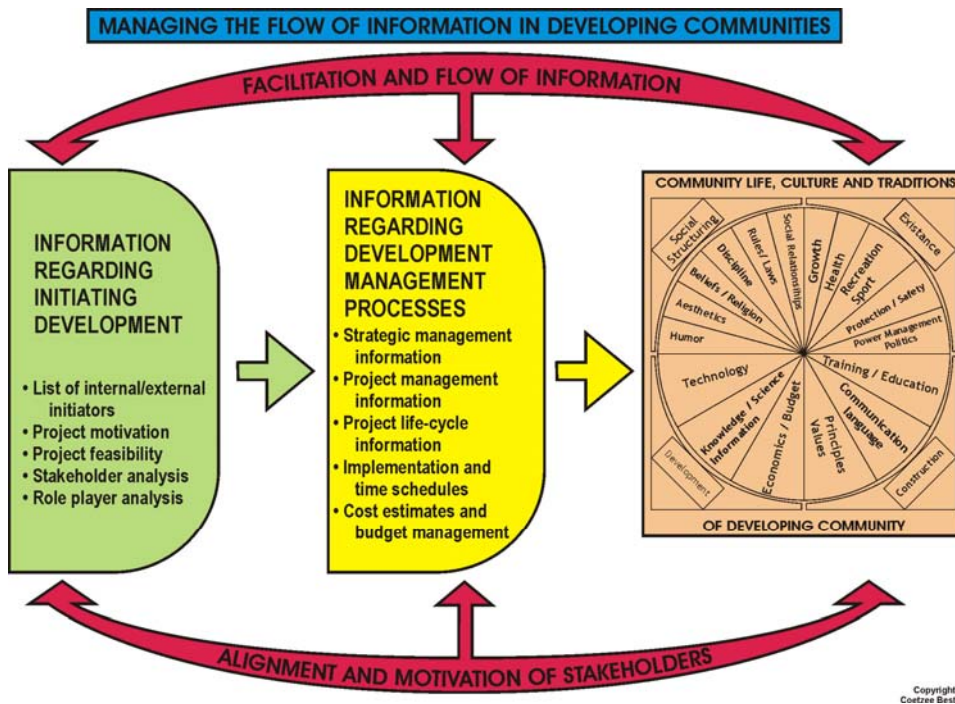 MANAGING THE FLOW OF INFORMATION IN DEVELOPING COMMUNITIES
FACILITATION AND FLOW OF INFORMATION
INFORMATION
REGARDING
INITIATING
DEVELOPMENT
• List of internal/external
initiators
• Project motivation
• Project feasibility
• Stakeholder analysis
• Role player analysis
INFORMATION
REGARDING
DEVELOPMENT
MANAGEMENT
PROCESSES
• Strategic management
information
• Project management
information
• Project life-cycle
information
• Implementation and
time schedules
• Cost estimates and
budget management
COMMUNITY LIFE, CULTURE AND TRADITIONS
Social
Structuring
Existance
Humor
Aesthetics
Beliefs / Religion
Discipline
Rules/ Laws
Social Relationships
Growth
Health
Recreation
Sport
Protection / Safety
Power Management
Politics
Training / Education
Communication
language
Principles
Values
Economics / Budget
Knowledge / Science
Information
Technology
Development
Construction
OF DEVELOPING COMMUNITY
ALIGNMENT AND MOTIVATION OF STAKEHOLDERS
Copyright
Coetzee Best